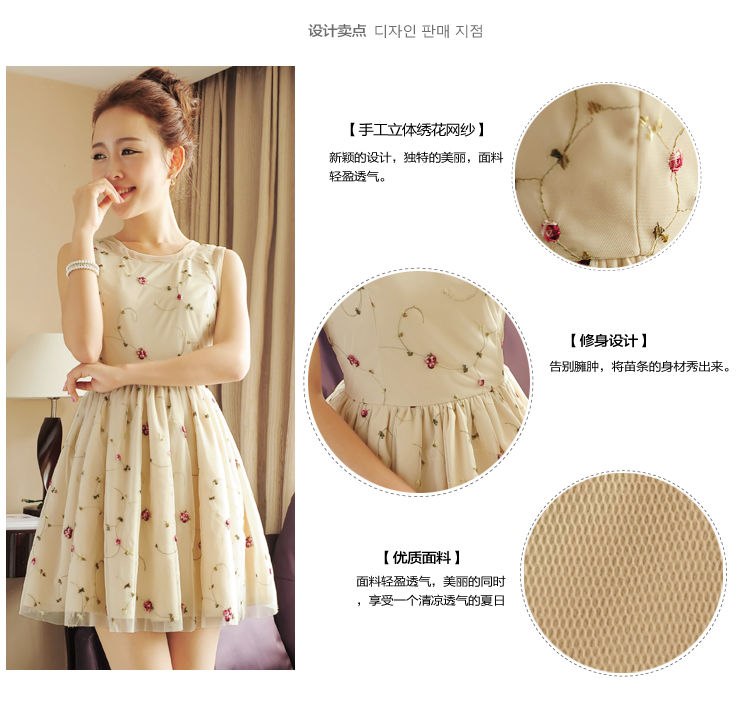 设计卖点 디자인 판매 지점
【手工立体绣花网纱】
新颖的设计，独特的美丽，面料
轻盈透气。
【修身设计】
告别臃肿，将苗条的身材秀出来。
【优质面料】
面料轻盈透气，美丽的同时
，享受一个清凉透气的夏日